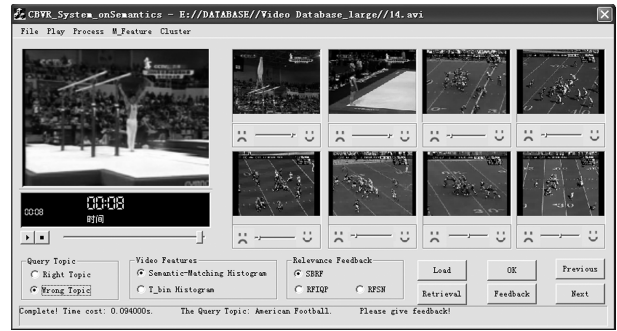 CBVR_System_onSemantics - E://DATABASE//Video Database_large//14.avi
File Play Process M_Feature Cluster
00:08
00:08
时间
Query Topic
Right Topic
Wrong Topic
Video Features
Semantic-Matching Histogram
T_bin Histogram
Relevance Feedback
SBRF
RFIQP
RFSN
Load
OK
Previous
Retrieval
Feedback
Next
Complete! Time cost: 0.094000s. The Query Topic: American Football. Please give feedback!